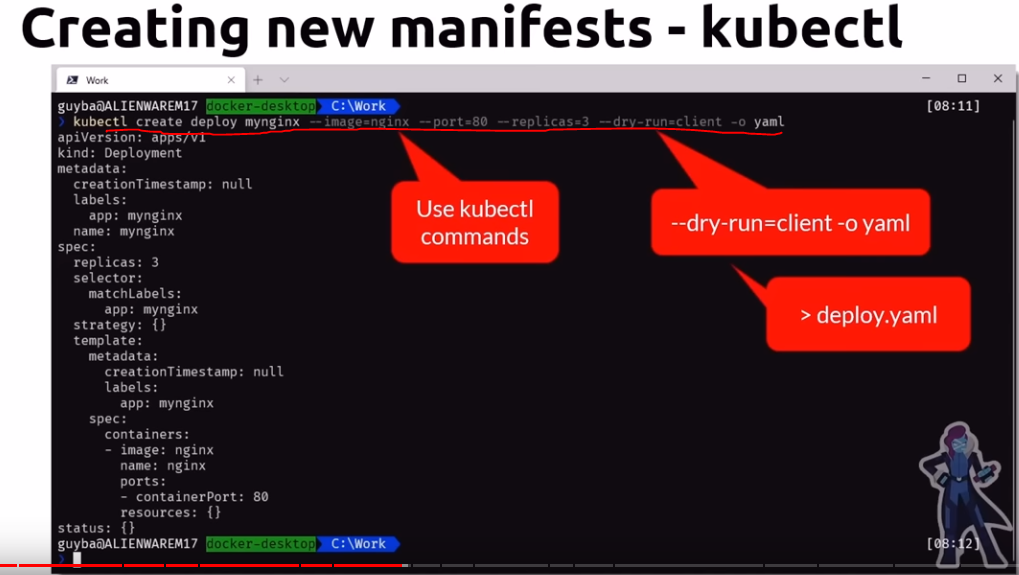 Creating new manifests - kubectl
Work
guyba@ALIENWAREM17 docker-desktop C:\Work [08:11]
> kubectl create deploy mynginx --image=nginx --port=80 --replicas=3 --dry-run=client -o yaml
apiVersion: apps/v1
kind: Deployment
metadata:
  creationTimestamp: null
  labels:
    app: mynginx
  name: mynginx
spec:
  replicas: 3
  selector:
    matchLabels:
      app: mynginx
  strategy: {}
  template:
    metadata:
      creationTimestamp: null
      labels:
        app: mynginx
    spec:
      containers:
      - image: nginx
        name: nginx
        ports:
        - containerPort: 80
        resources: {}
status: {}
guyba@ALIENWAREM17 docker-desktop C:\Work [08:12]
>
Use kubectl
commands
--dry-run=client -o yaml
> deploy.yaml